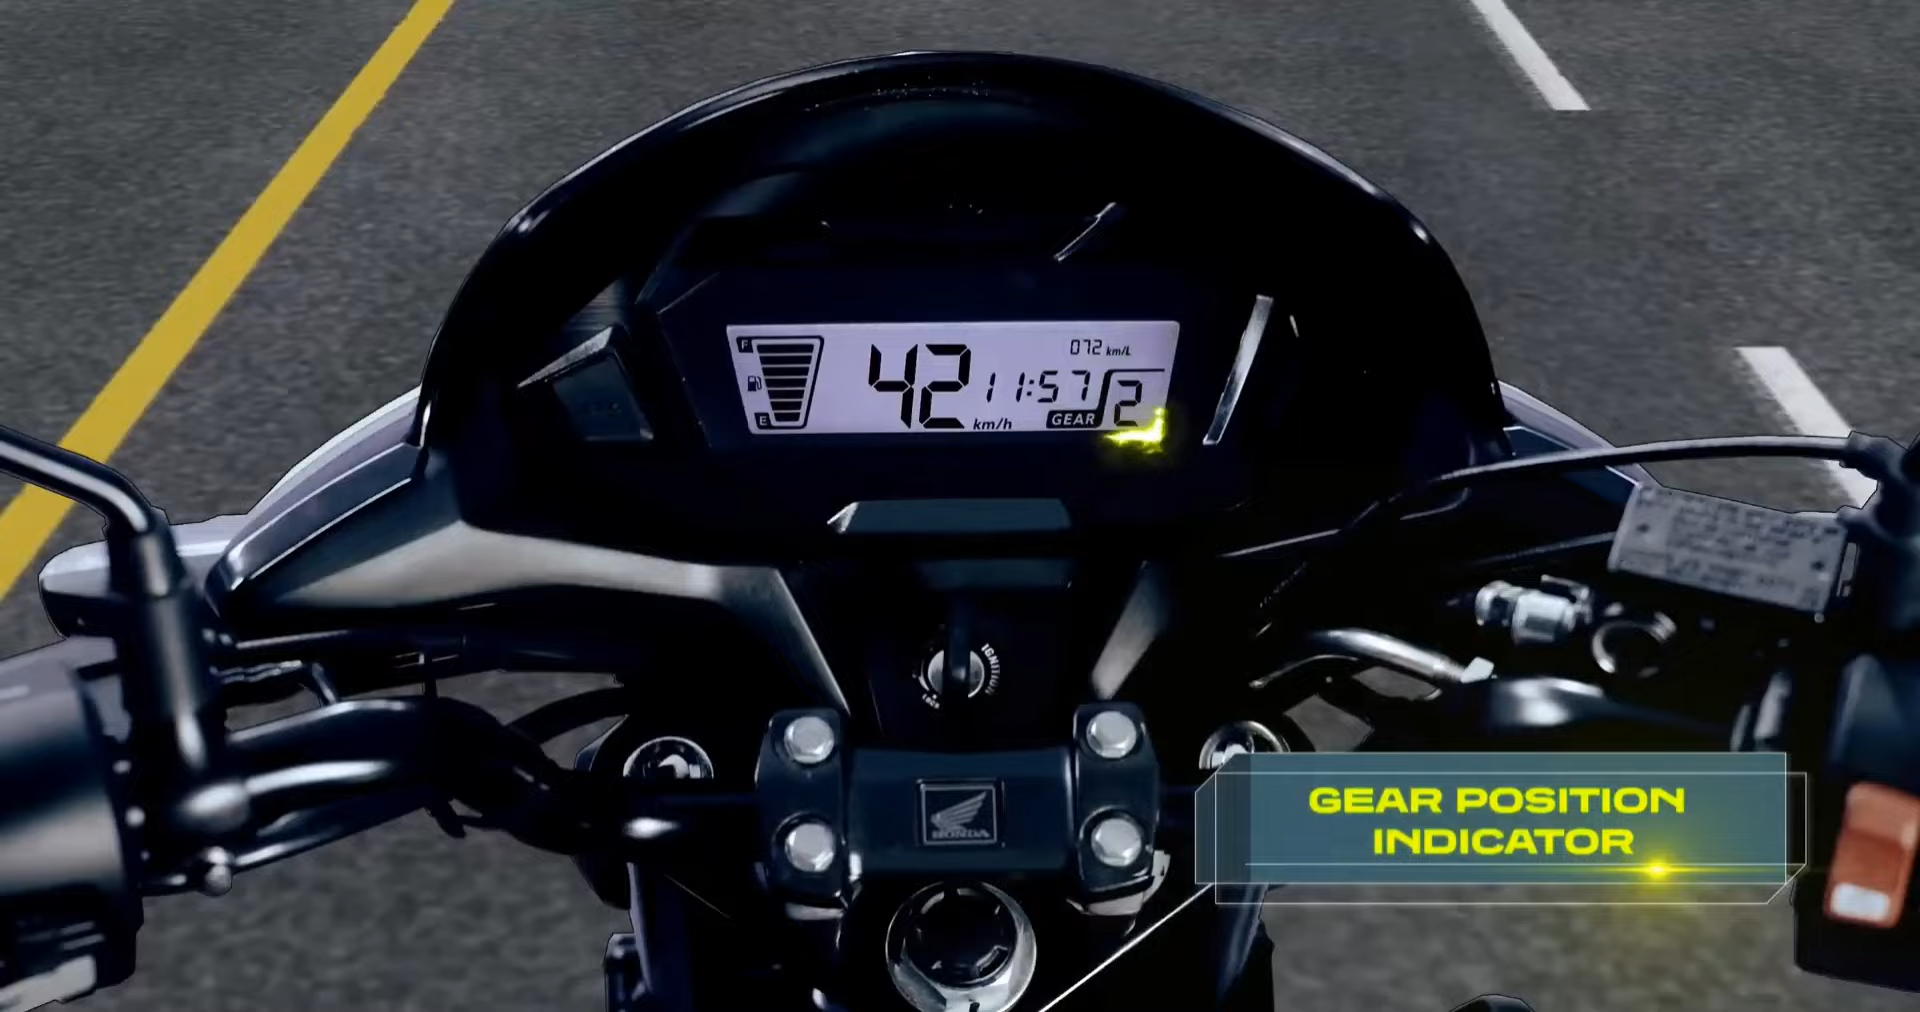 F
072 km/L
42 km/h
11:57
GEAR 2
E
IGNITION
LOCK
HONDA
GEAR POSITION
INDICATOR